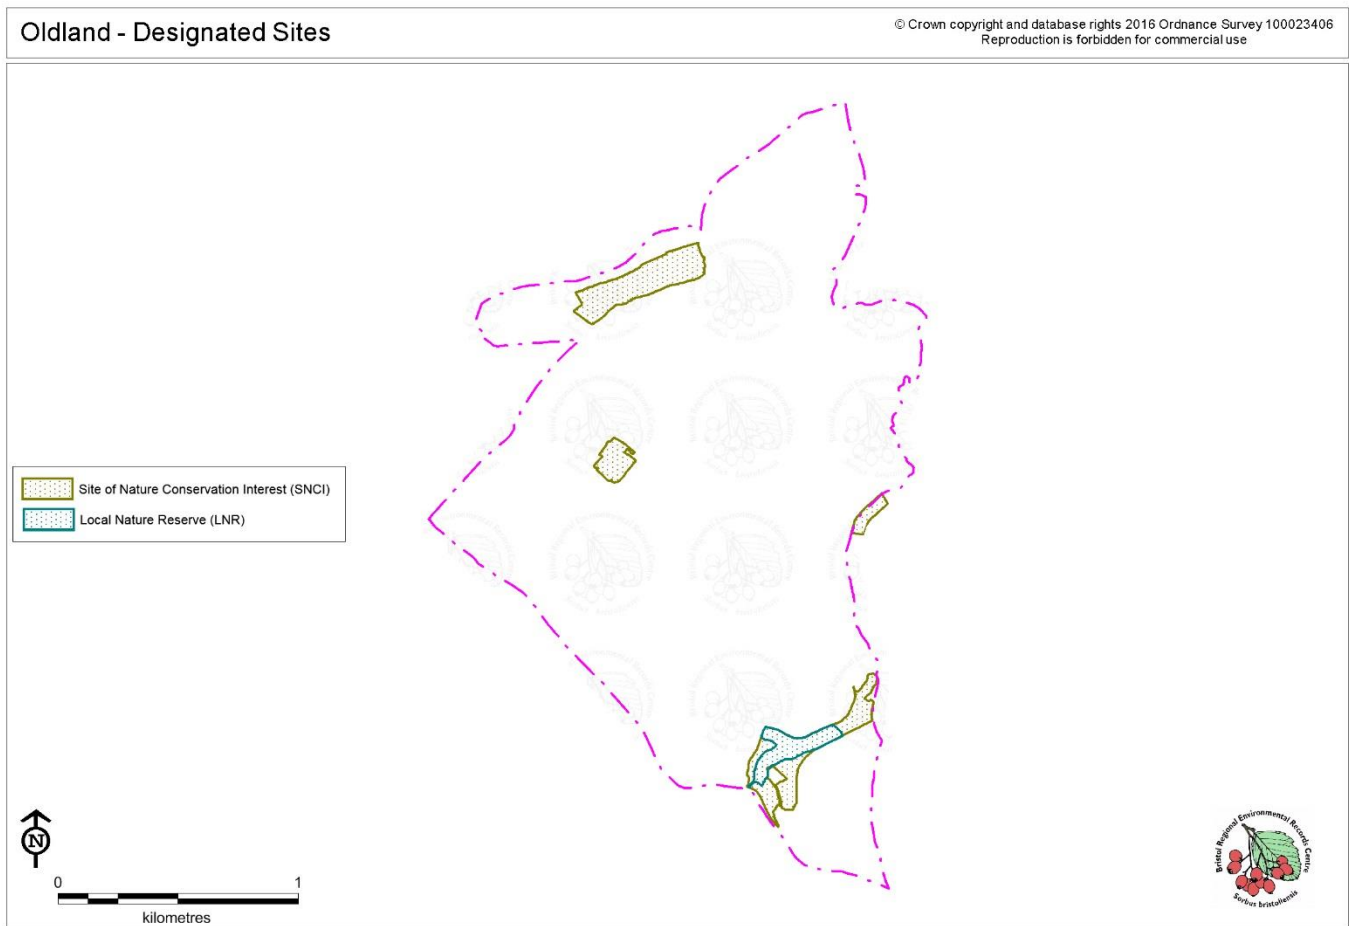 Oldland - Designated Sites
© Crown copyright and database rights 2016 Ordnance Survey 100023406
Reproduction is forbidden for commercial use
Site of Nature Conservation Interest (SNCI)
Local Nature Reserve (LNR)
N
0 1
kilometres
Bristol Regional Environmental Records Centre
Sorbus bristoliensis